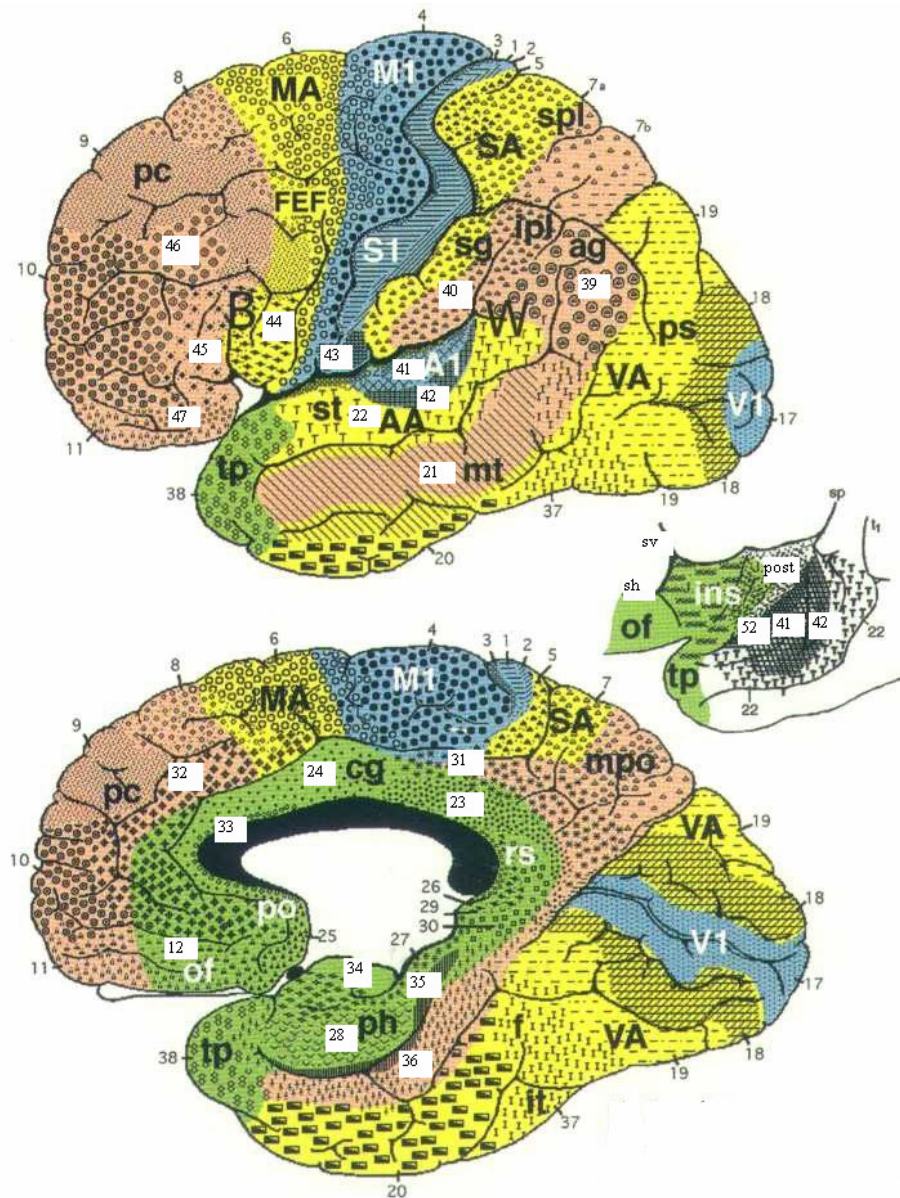 4
6
3
1
2
5
8
MA
M1
7a
spl
SA
7b
9
pc
FEF
19
46
S1
sg
ipl
ag
10
40
39
18
B
44
W
ps
45
43
41
A1
VA
42
V1
47
st
22
AA
17
11
tp
21
mt
38
37
19
18
20
sp
t1
sv
post
sh
ins
of
52
41
42
22
tp
22
4
6
3
1
2
5
8
M1
7
MA
SA
9
32
31
mpo
24
cg
pc
23
VA
33
19
rs
10
26
18
29
po
30
V1
12
25
27
11
of
34
17
35
28
ph
f
VA
38
tp
36
18
19
it
37
20